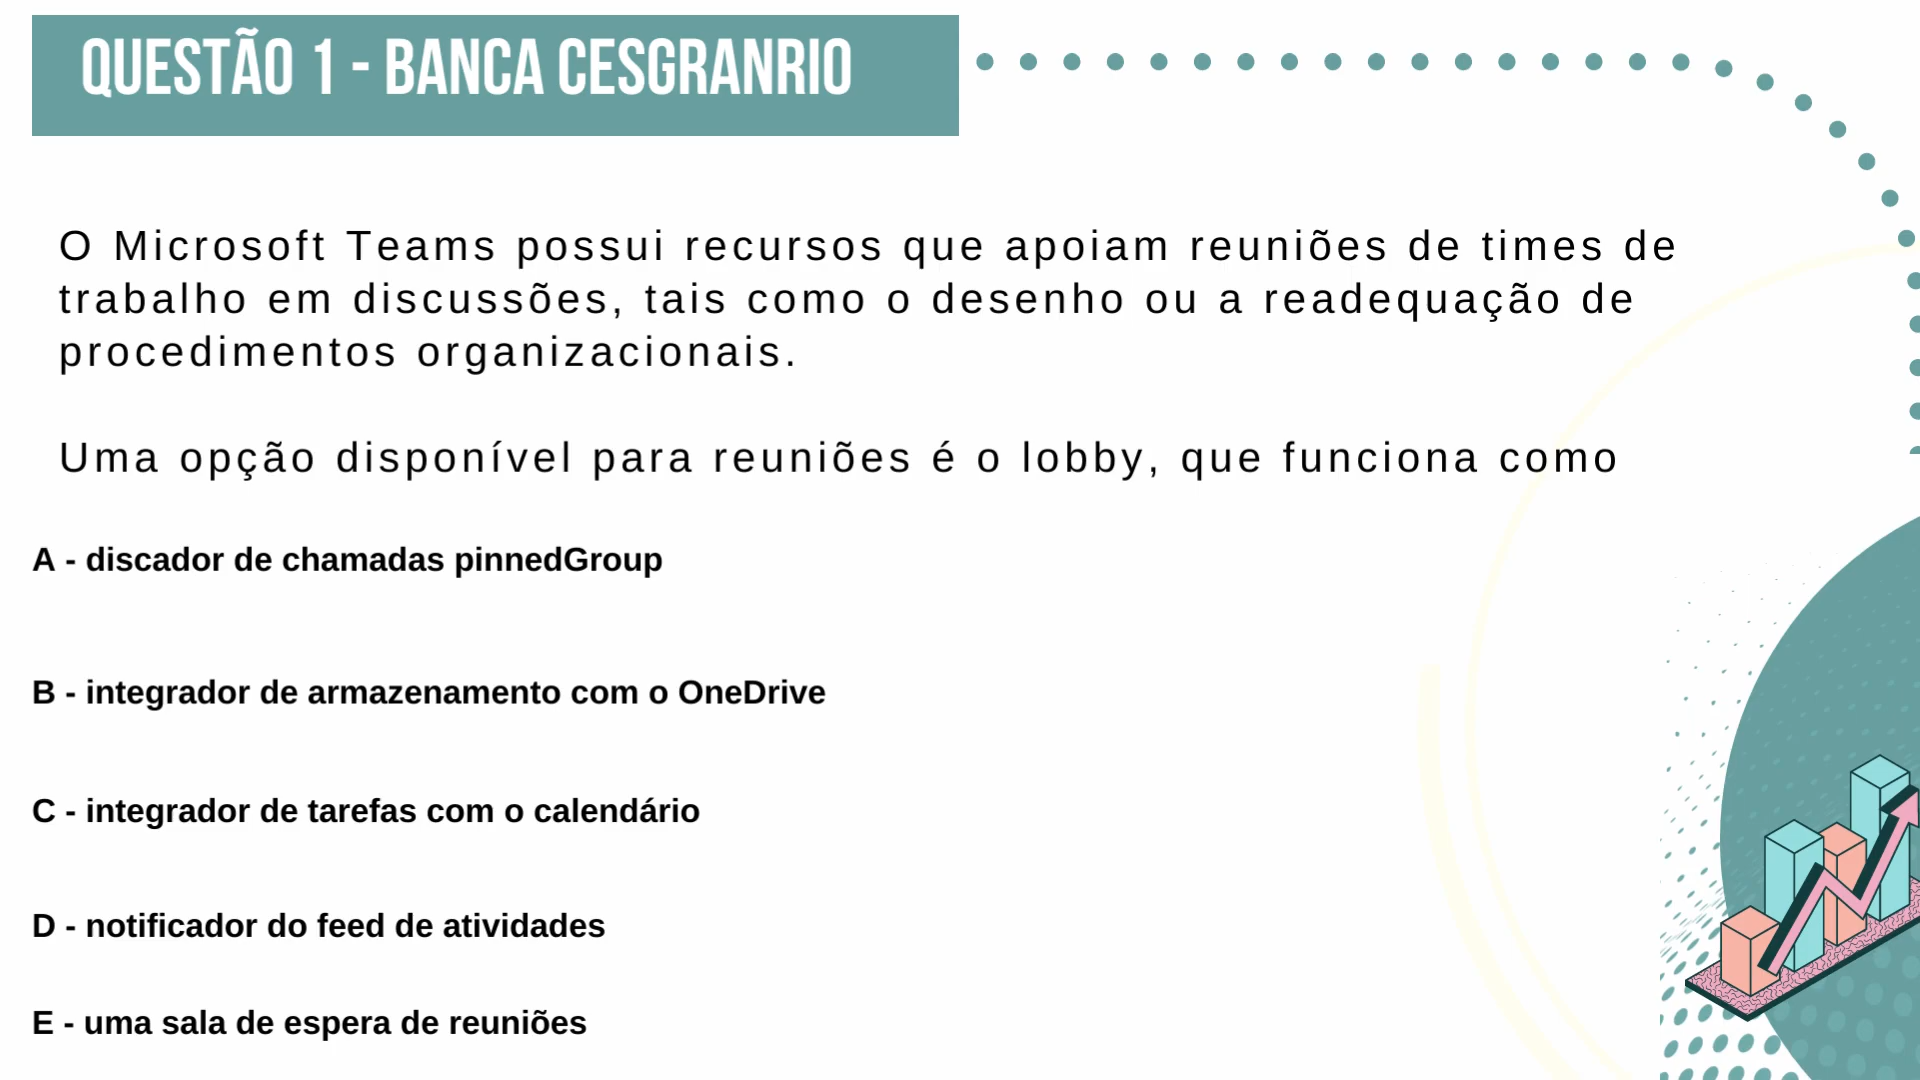 QUESTÃO 1 - BANCA CESGRANRIO
O Microsoft Teams possui recursos que apoiam reuniões de times de
trabalho em discussões, tais como o desenho ou a readequação de
procedimentos organizacionais.
Uma opção disponível para reuniões é o lobby, que funciona como
A - discador de chamadas pinnedGroup
B - integrador de armazenamento com o OneDrive
C - integrador de tarefas com o calendário
D - notificador do feed de atividades
E - uma sala de espera de reuniões